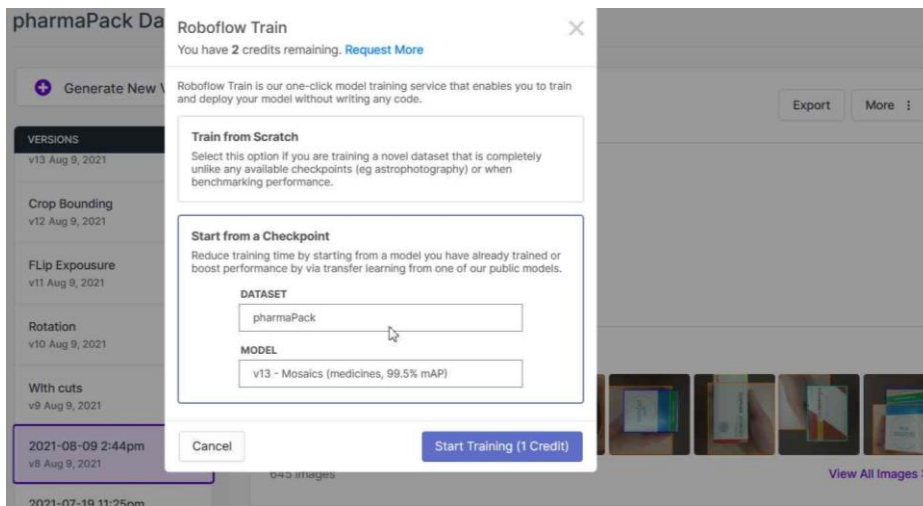 pharmaPack Da
Generate New
VERSIONS
v13 Aug 9, 2021
Crop Bounding
v12 Aug 9, 2021
FLip Expousure
v11 Aug 9, 2021
Rotation
v10 Aug 9, 2021
WIth cuts
v9 Aug 9, 2021
2021-08-09 2:44pm
v8 Aug 9, 2021
2021-07-19 11:25pm
Roboflow Train
You have 2 credits remaining. Request More
Roboflow Train is our one-click model training service that enables you to train
and deploy your model without writing any code.
Train from Scratch
Select this option if you are training a novel dataset that is completely
unlike any available checkpoints (eg astrophotography) or when
benchmarking performance.
Start from a Checkpoint
Reduce training time by starting from a model you have already trained or
boost performance by via transfer learning from one of our public models.
DATASET
pharmaPack
MODEL
v13 - Mosaics (medicines, 99.5% mAP)
Cancel
Start Training (1 Credit)
Export
More
645 images
View All Images